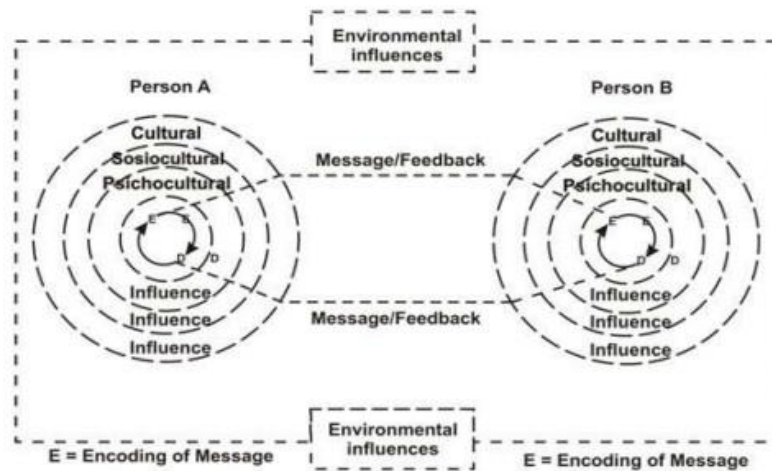 Environmental
influences
Person A
Person B
Cultural
Sosiocultural
Psichocultural
E E
D D
Influence
Influence
Influence
Message/Feedback
Message/Feedback
Cultural
Sosiocultural
Psichocultural
E E
D D
Influence
Influence
Influence
Environmental
influences
E = Encoding of Message
E = Encoding of Message